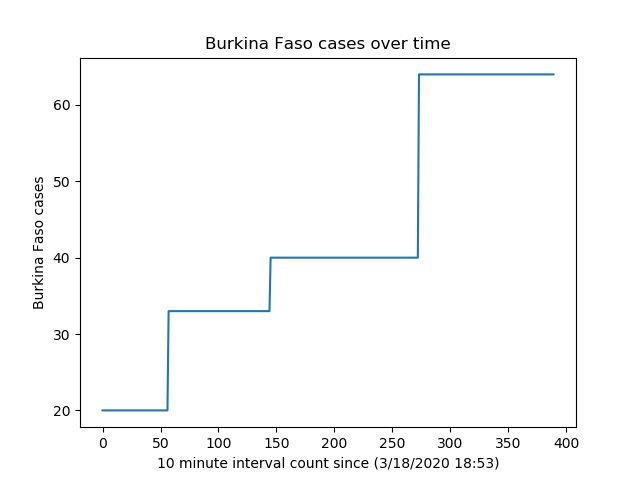 Burkina Faso cases over time
Burkina Faso cases
60
50
40
30
20
0 50 100 150 200 250 300 350 400
10 minute interval count since (3/18/2020 18:53)